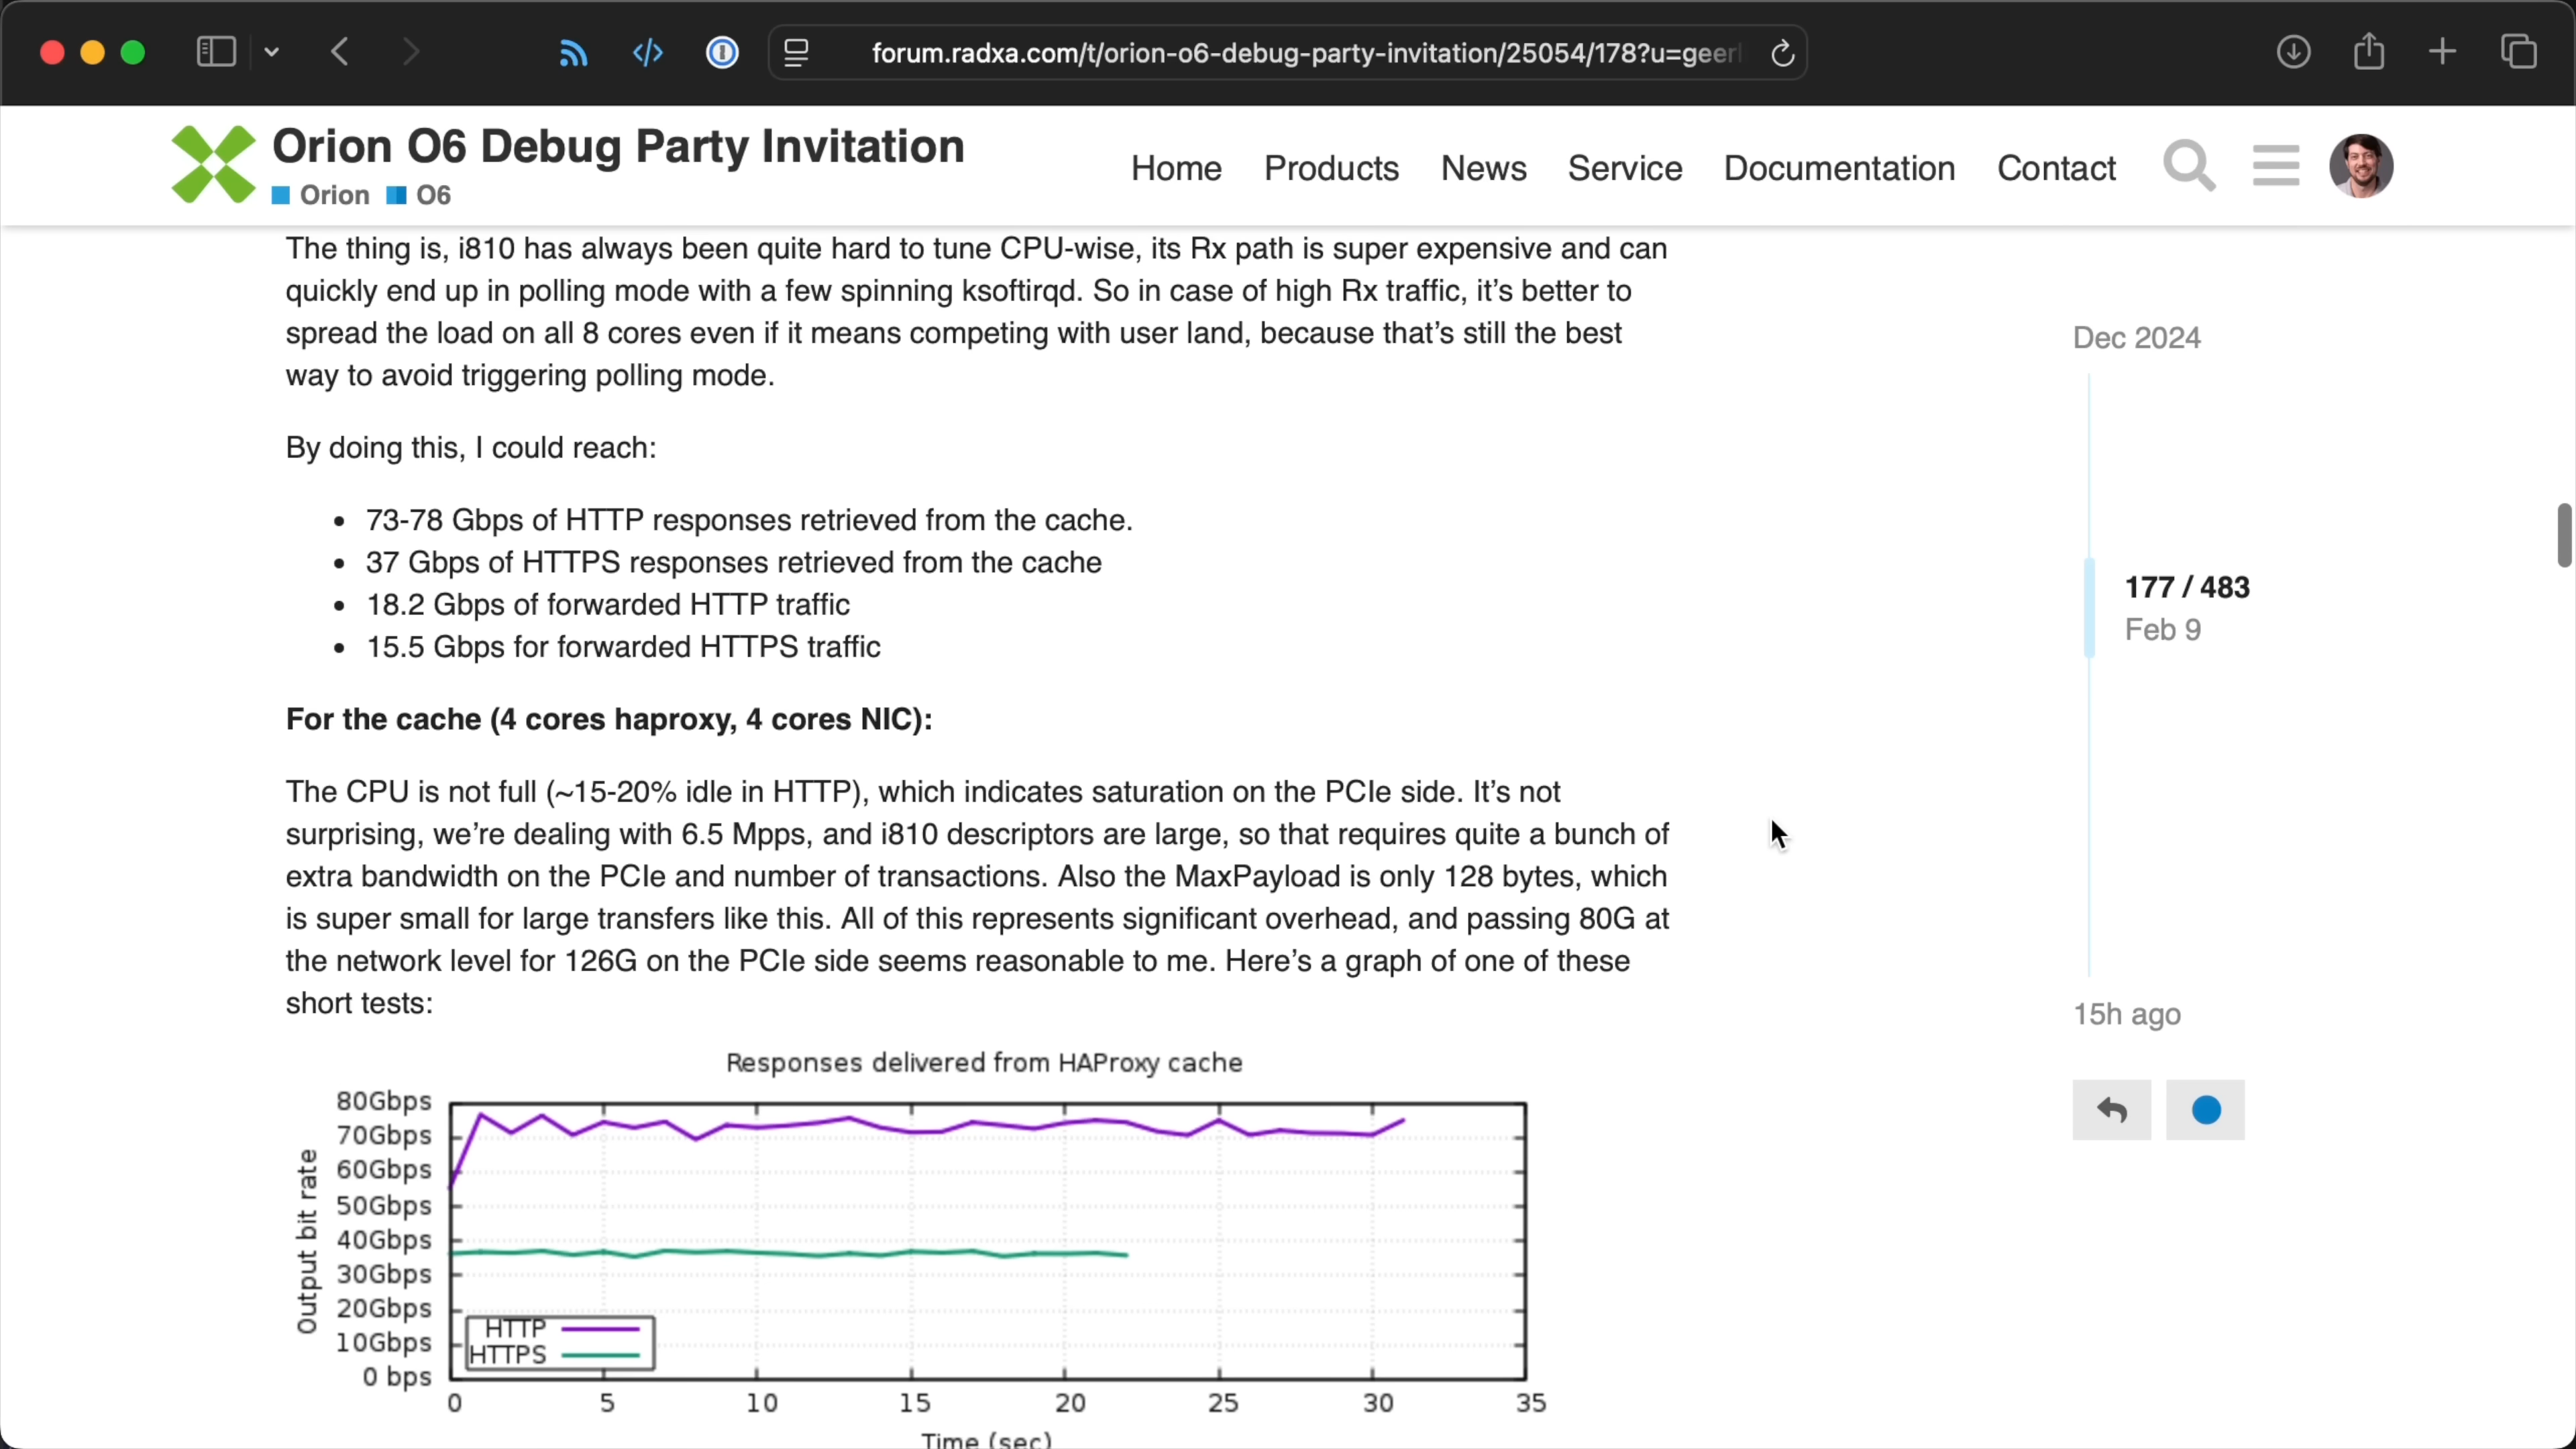 forum.radxa.com/t/orion-o6-debug-party-invitation/25054/178?u=geerl
Orion O6 Debug Party Invitation
Orion O6
Home Products News Service Documentation Contact
The thing is, i810 has always been quite hard to tune CPU-wise, its Rx path is super expensive and can
quickly end up in polling mode with a few spinning ksoftirqd. So in case of high Rx traffic, it’s better to
spread the load on all 8 cores even if it means competing with user land, because that’s still the best
way to avoid triggering polling mode.
By doing this, I could reach:
• 73-78 Gbps of HTTP responses retrieved from the cache.
• 37 Gbps of HTTPS responses retrieved from the cache
• 18.2 Gbps of forwarded HTTP traffic
• 15.5 Gbps for forwarded HTTPS traffic
For the cache (4 cores haproxy, 4 cores NIC):
The CPU is not full (~15-20% idle in HTTP), which indicates saturation on the PCIe side. It’s not
surprising, we’re dealing with 6.5 Mpps, and i810 descriptors are large, so that requires quite a bunch of
extra bandwidth on the PCIe and number of transactions. Also the MaxPayload is only 128 bytes, which
is super small for large transfers like this. All of this represents significant overhead, and passing 80G at
the network level for 126G on the PCIe side seems reasonable to me. Here’s a graph of one of these
short tests:
Dec 2024
177 / 483
Feb 9
15h ago
Responses delivered from HAProxy cache
Output bit rate
80Gbps
70Gbps
60Gbps
50Gbps
40Gbps
30Gbps
20Gbps
10Gbps
0 bps
HTTP
HTTPS
0 5 10 15 20 25 30 35
Time (sec)